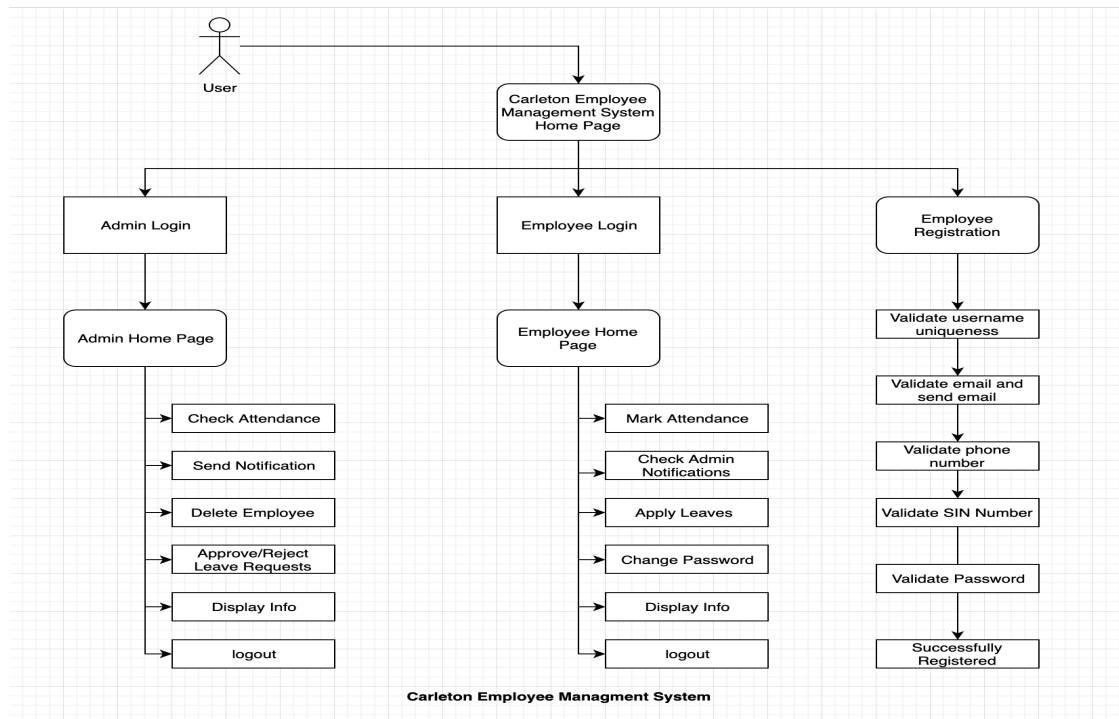 User
Carleton Employee
Management System
Home Page
Admin Login
Employee Login
Employee
Registration
Admin Home Page
Employee Home
Page
Validate username
uniqueness
Validate email and
send email
Validate phone
number
Validate SIN Number
Validate Password
Successfully
Registered
Check Attendance
Send Notification
Delete Employee
Approve/Reject
Leave Requests
Display Info
logout
Mark Attendance
Check Admin
Notifications
Apply Leaves
Change Password
Display Info
logout
Carleton Employee Managment System